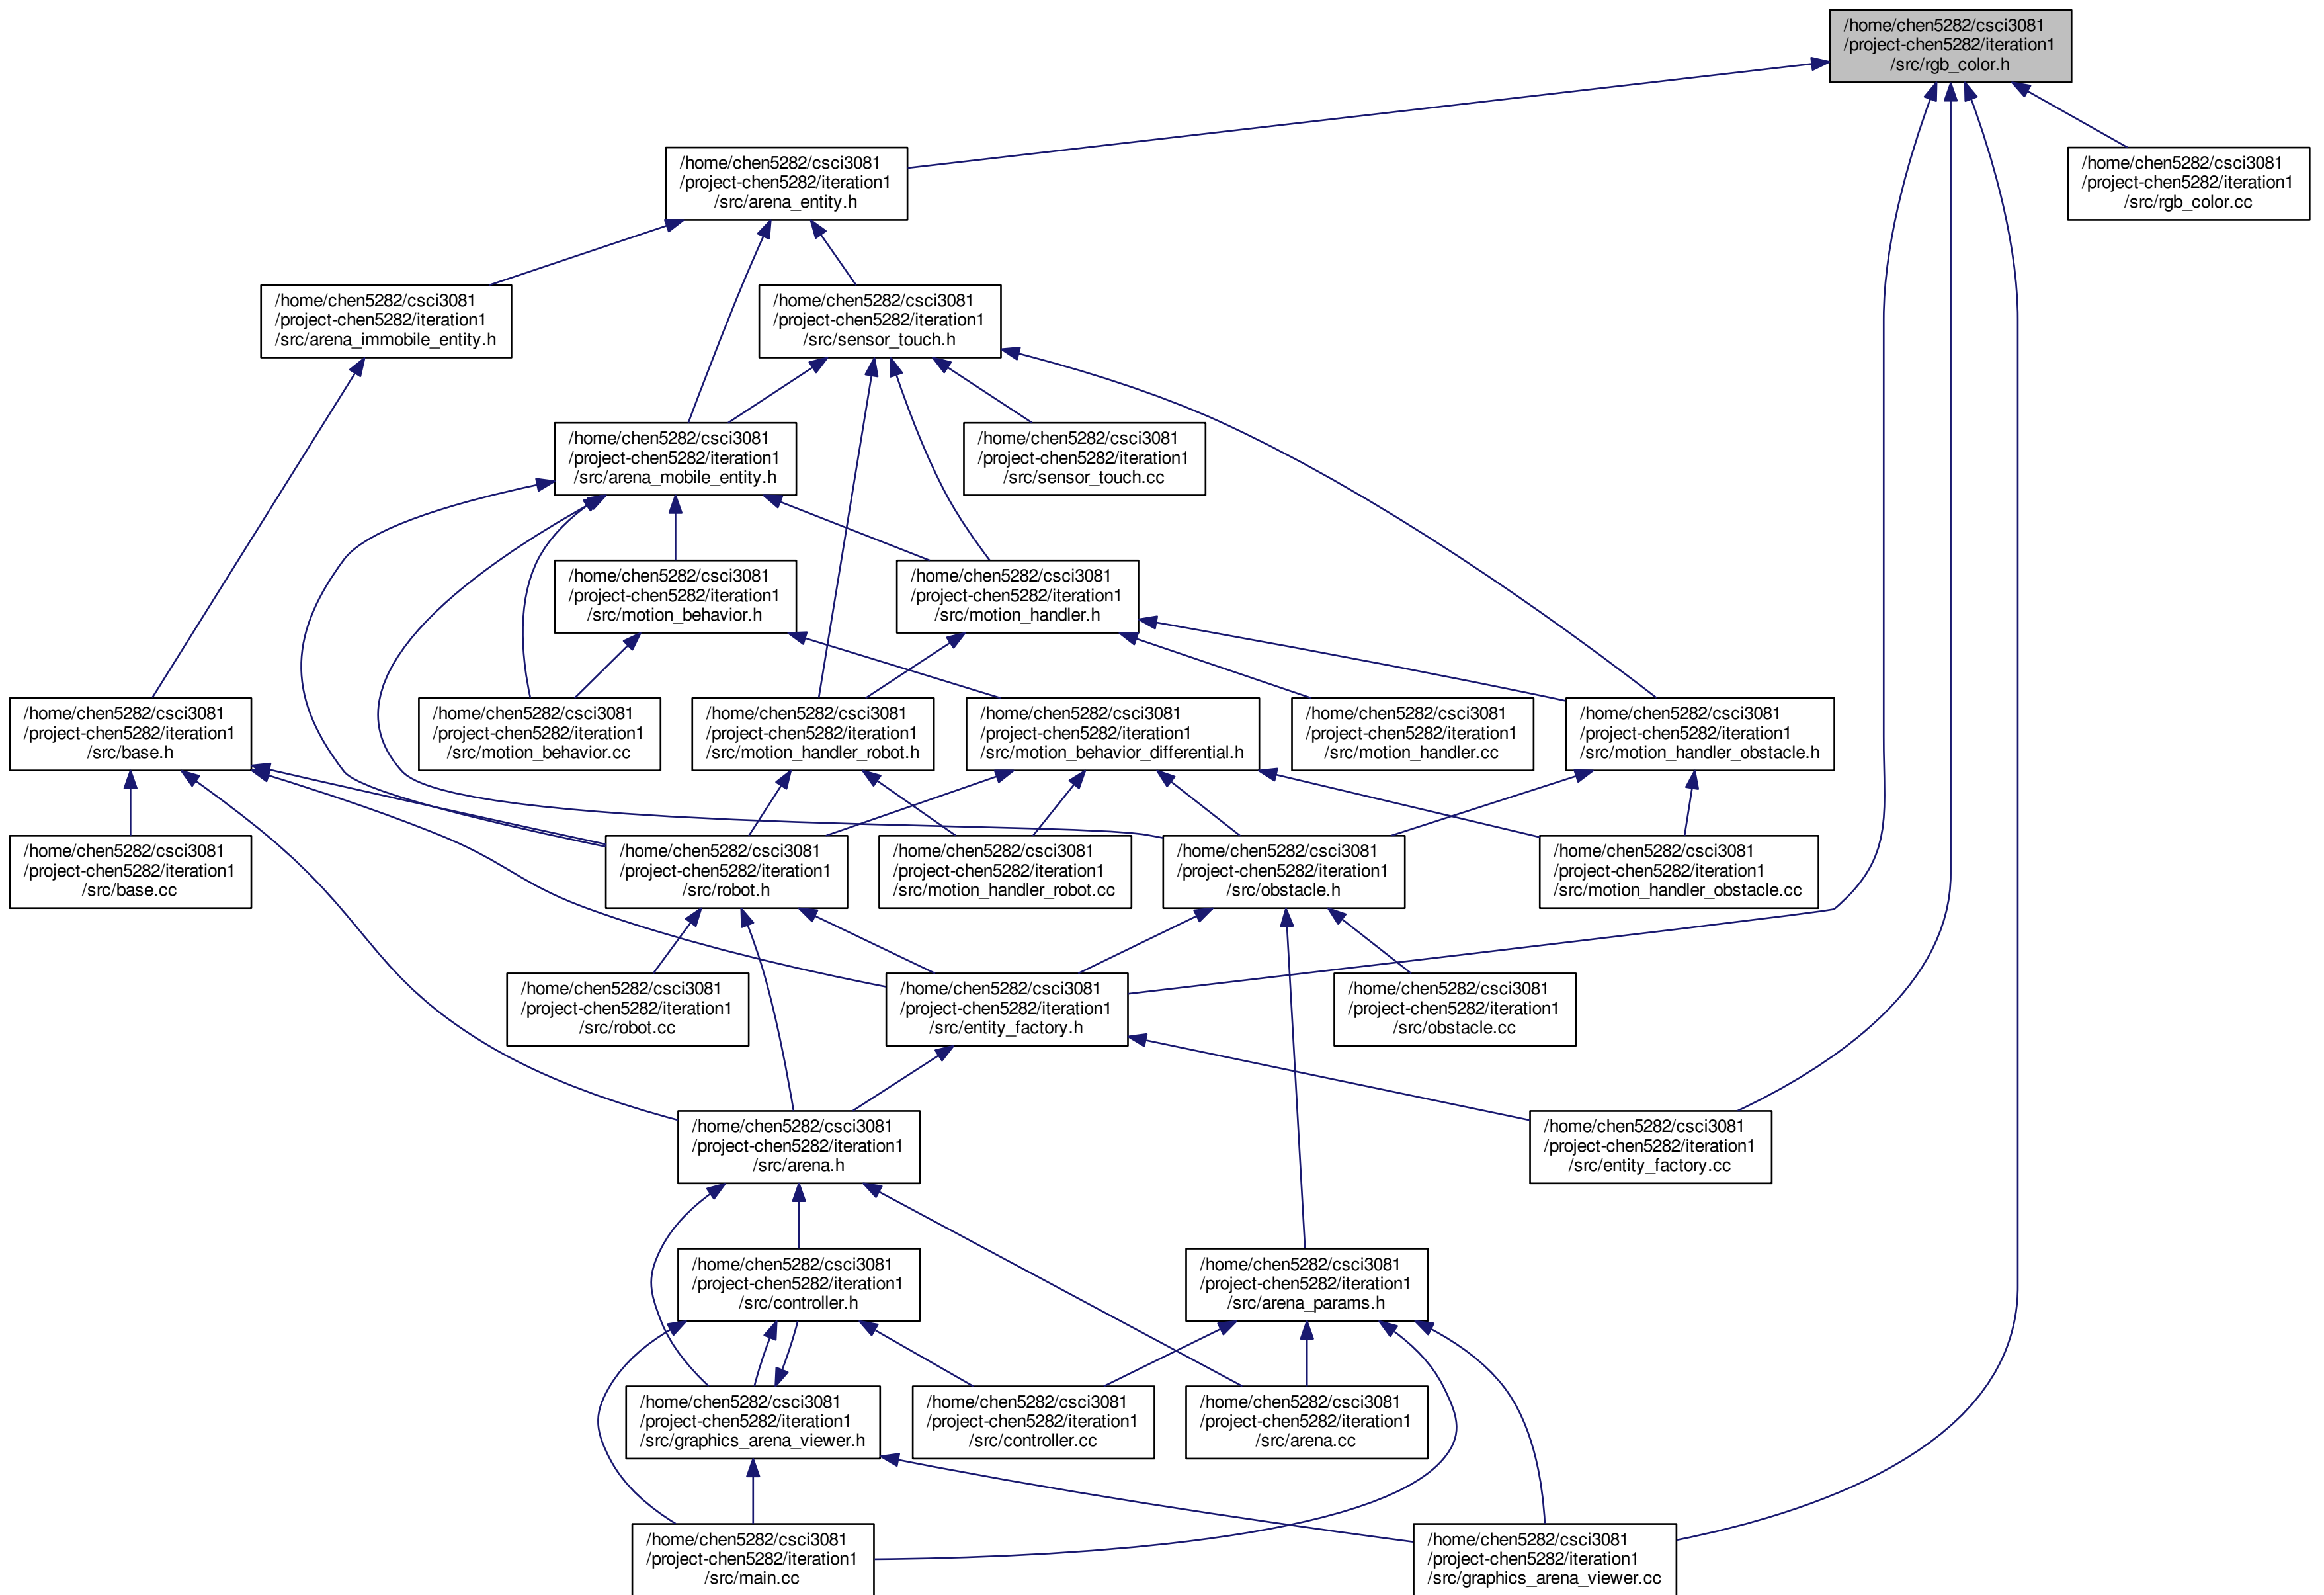 /home/chen5282/csci3081
/project-chen5282/iteration1
/src/rgb_color.h
/home/chen5282/csci3081
/project-chen5282/iteration1
/src/arena_entity.h
/home/chen5282/csci3081
/project-chen5282/iteration1
/src/rgb_color.cc
/home/chen5282/csci3081
/project-chen5282/iteration1
/src/arena_immobile_entity.h
/home/chen5282/csci3081
/project-chen5282/iteration1
/src/sensor_touch.h
/home/chen5282/csci3081
/project-chen5282/iteration1
/src/arena_mobile_entity.h
/home/chen5282/csci3081
/project-chen5282/iteration1
/src/sensor_touch.cc
/home/chen5282/csci3081
/project-chen5282/iteration1
/src/motion_behavior.h
/home/chen5282/csci3081
/project-chen5282/iteration1
/src/motion_handler.h
/home/chen5282/csci3081
/project-chen5282/iteration1
/src/base.h
/home/chen5282/csci3081
/project-chen5282/iteration1
/src/motion_behavior.cc
/home/chen5282/csci3081
/project-chen5282/iteration1
/src/motion_handler_robot.h
/home/chen5282/csci3081
/project-chen5282/iteration1
/src/motion_behavior_differential.h
/home/chen5282/csci3081
/project-chen5282/iteration1
/src/motion_handler.cc
/home/chen5282/csci3081
/project-chen5282/iteration1
/src/motion_handler_obstacle.h
/home/chen5282/csci3081
/project-chen5282/iteration1
/src/base.cc
/home/chen5282/csci3081
/project-chen5282/iteration1
/src/robot.h
/home/chen5282/csci3081
/project-chen5282/iteration1
/src/motion_handler_robot.cc
/home/chen5282/csci3081
/project-chen5282/iteration1
/src/obstacle.h
/home/chen5282/csci3081
/project-chen5282/iteration1
/src/motion_handler_obstacle.cc
/home/chen5282/csci3081
/project-chen5282/iteration1
/src/robot.cc
/home/chen5282/csci3081
/project-chen5282/iteration1
/src/entity_factory.h
/home/chen5282/csci3081
/project-chen5282/iteration1
/src/obstacle.cc
/home/chen5282/csci3081
/project-chen5282/iteration1
/src/arena.h
/home/chen5282/csci3081
/project-chen5282/iteration1
/src/entity_factory.cc
/home/chen5282/csci3081
/project-chen5282/iteration1
/src/controller.h
/home/chen5282/csci3081
/project-chen5282/iteration1
/src/arena_params.h
/home/chen5282/csci3081
/project-chen5282/iteration1
/src/graphics_arena_viewer.h
/home/chen5282/csci3081
/project-chen5282/iteration1
/src/controller.cc
/home/chen5282/csci3081
/project-chen5282/iteration1
/src/arena.cc
/home/chen5282/csci3081
/project-chen5282/iteration1
/src/main.cc
/home/chen5282/csci3081
/project-chen5282/iteration1
/src/graphics_arena_viewer.cc